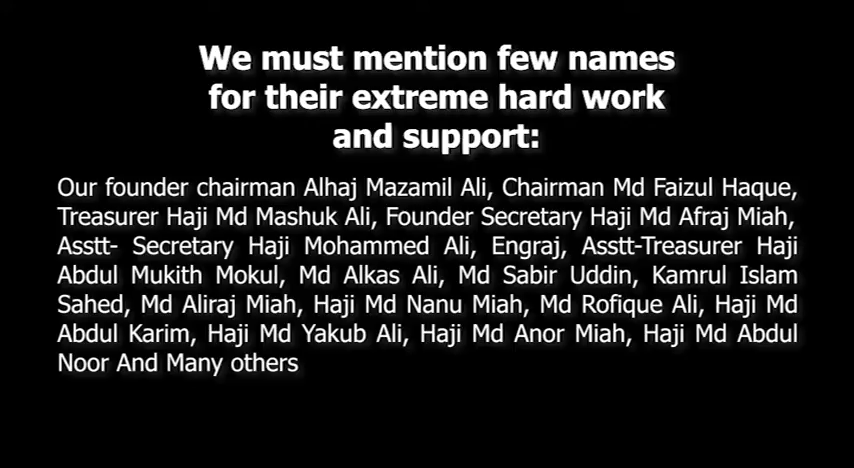 We must mention few names
for their extreme hard work
and support:
Our founder chairman Alhaj Mazamil Ali, Chairman Md Faizul Haque,
Treasurer Haji Md Mashuk Ali, Founder Secretary Haji Md Afraj Miah,
Asstt- Secretary Haji Mohammed Ali, Engraj, Asstt-Treasurer Haji
Abdul Mukith Mokul, Md Alkas Ali, Md Sabir Uddin, Kamrul Islam
Sahed, Md Aliraj Miah, Haji Md Nanu Miah, Md Rofique Ali, Haji Md
Abdul Karim, Haji Md Yakub Ali, Haji Md Anor Miah, Haji Md Abdul
Noor And Many others